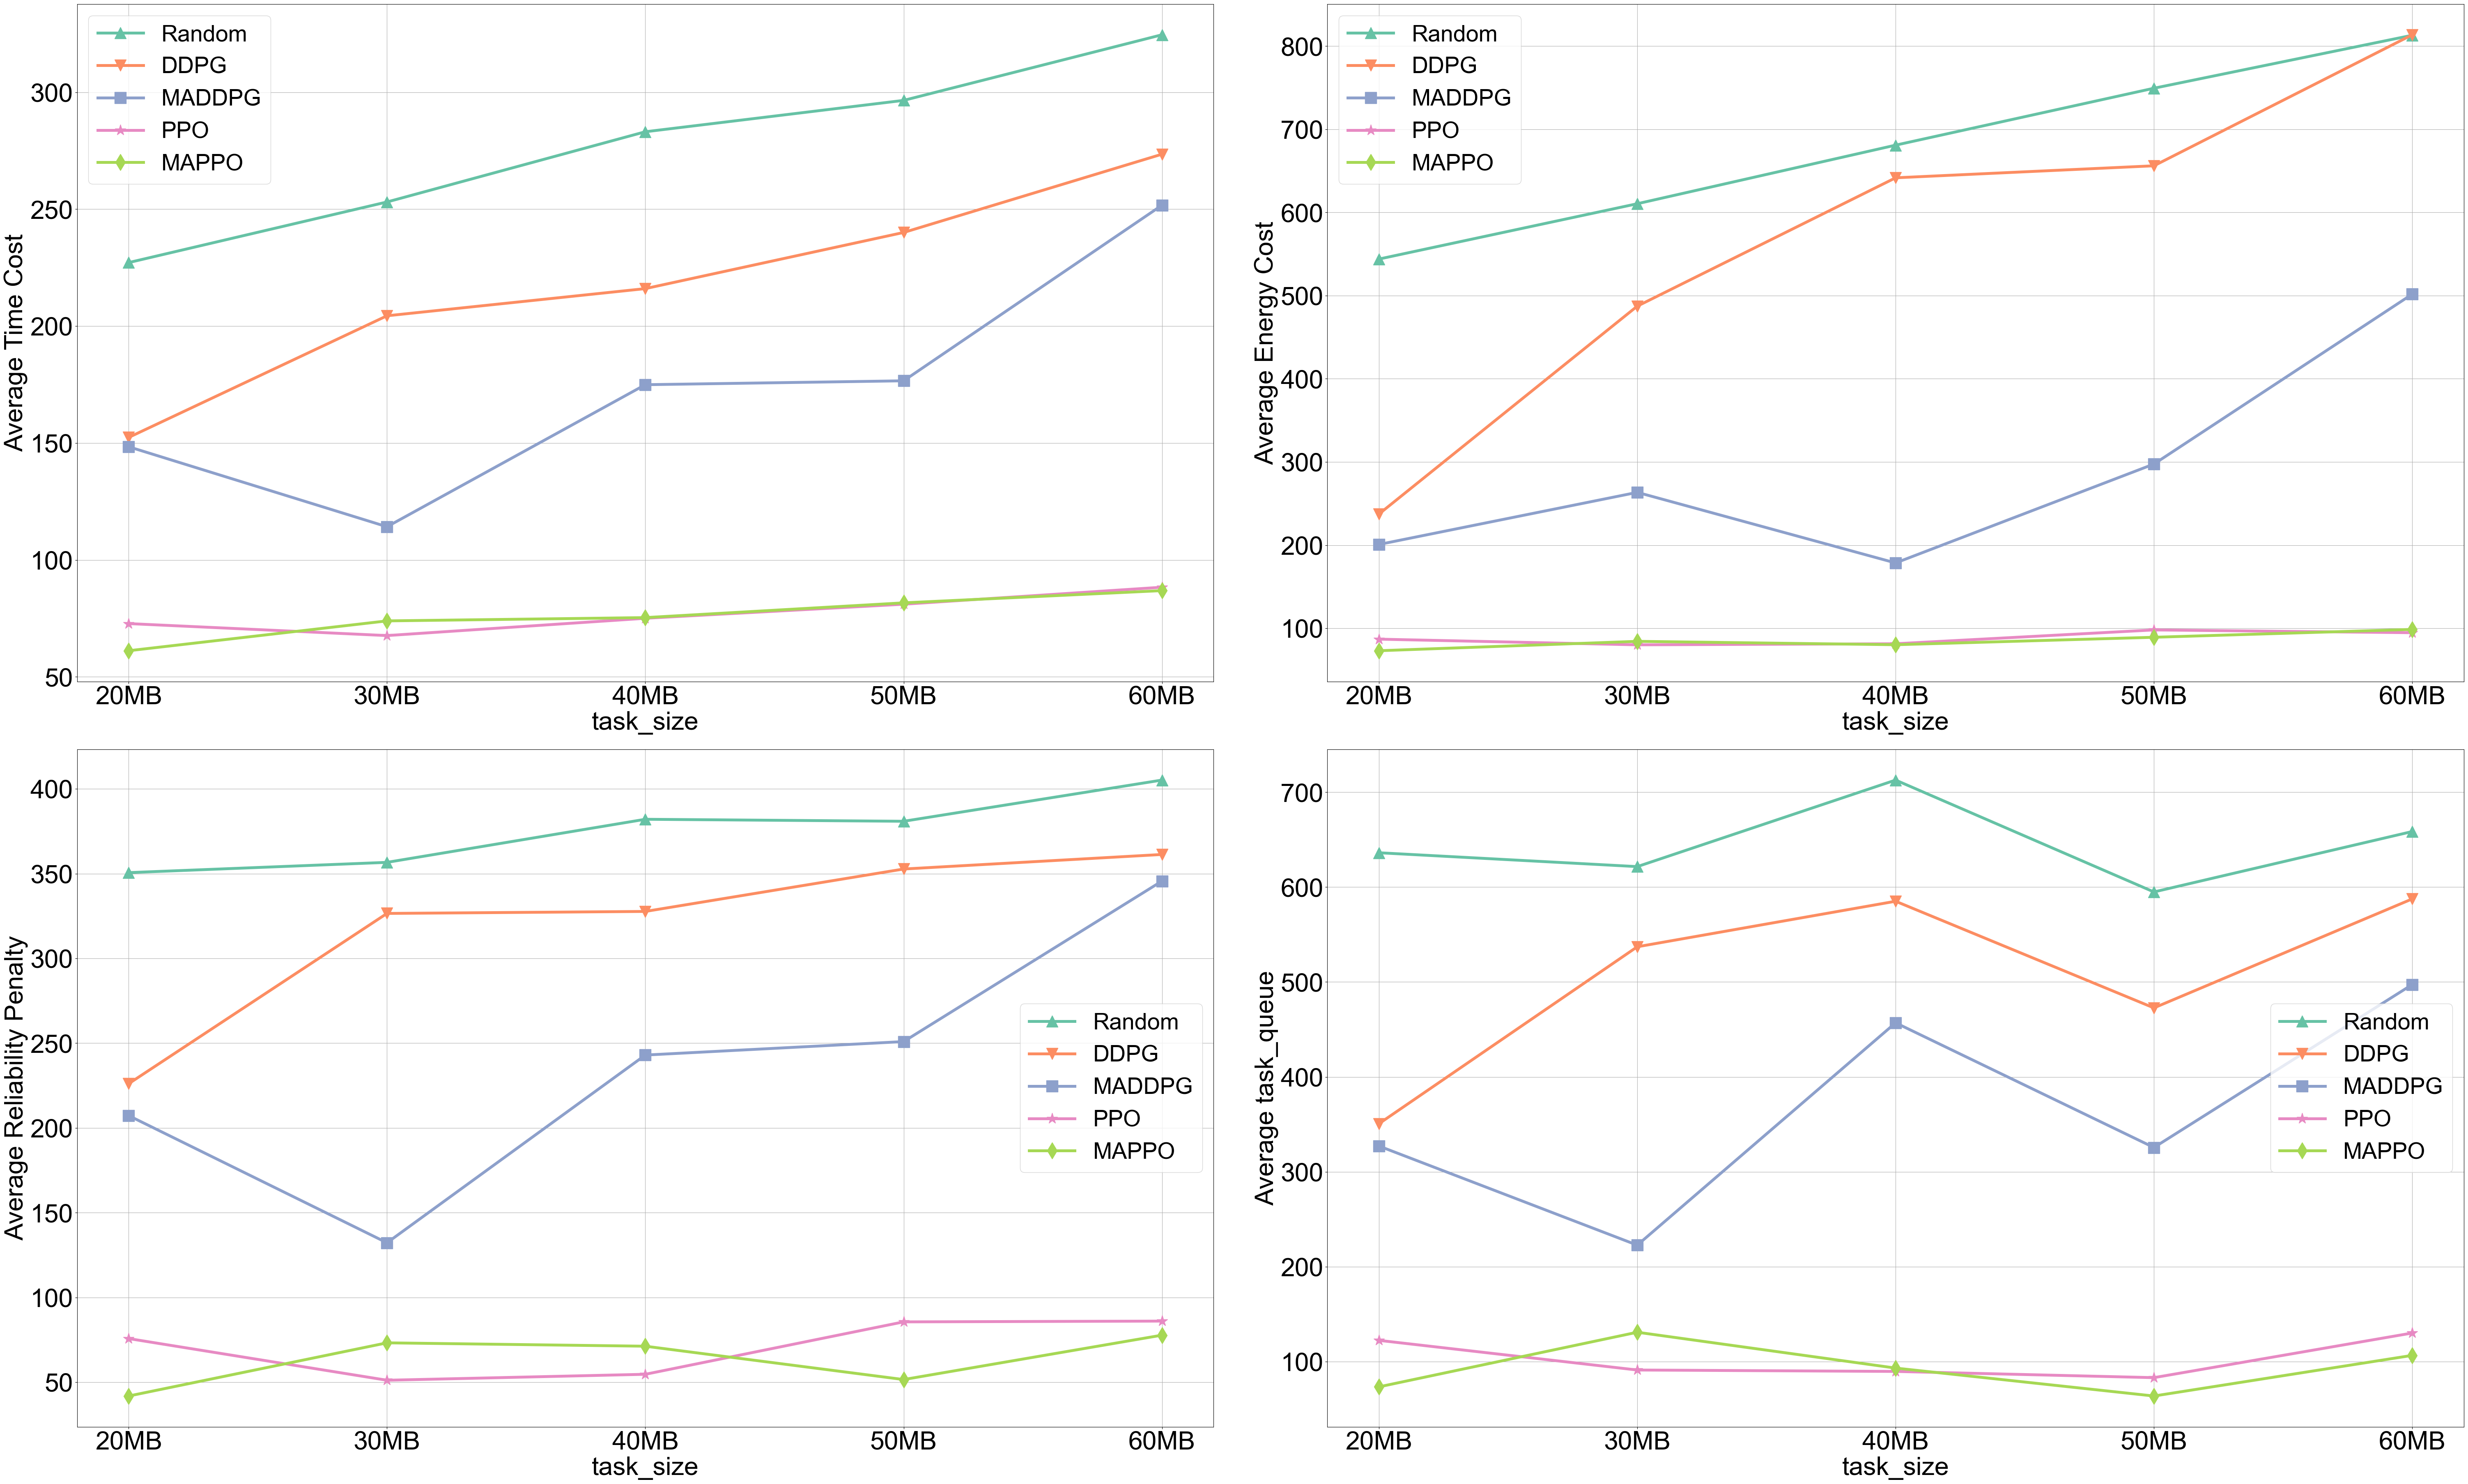 Average Time Cost
300
250
200
150
100
50
Random
DDPG
MADDPG
PPO
MAPPO
20MB 30MB 40MB 50MB 60MB
task_size
Average Energy Cost
800
700
600
500
400
300
200
100
Random
DDPG
MADDPG
PPO
MAPPO
20MB 30MB 40MB 50MB 60MB
task_size
Average Reliability Penalty
400
350
300
250
200
150
100
50
Random
DDPG
MADDPG
PPO
MAPPO
20MB 30MB 40MB 50MB 60MB
task_size
Average task_queue
700
600
500
400
300
200
100
Random
DDPG
MADDPG
PPO
MAPPO
20MB 30MB 40MB 50MB 60MB
task_size